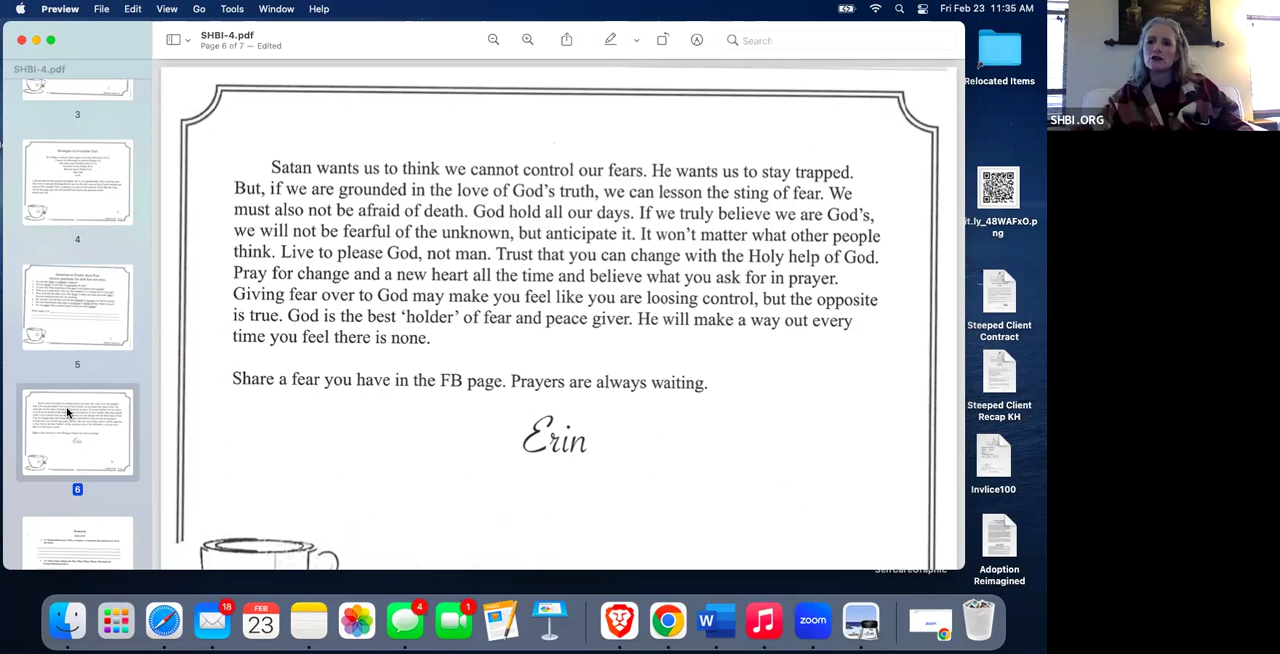 Preview File Edit View Go Tools Window Help
Fri Feb 23 11:35 AM
SHBI-4.pdf
Page 6 of 7 — Edited
Search
SHBI-4.pdf
3
4
5
6
Satan wants us to think we cannot control our fears. He wants us to stay trapped.
But, if we are grounded in the love of God's truth, we can lesson the sting of fear. We
must also not be afraid of death. God hold all our days. If we truly believe we are God's,
we will not be fearful of the unknown, but anticipate it. It won't matter what other people
think. Live to please God, not man. Trust that you can change with the Holy help of God.
Pray for change and a new heart all the time and believe what you ask for in prayer.
Giving fear over to God may make you feel like you are loosing control, but the opposite
is true. God is the best 'holder' of fear and peace giver. He will make a way out every
time you feel there is none.
Share a fear you have in the FB page. Prayers are always waiting.
Erin
Relocated Items
it.ly_48WAFxO.p
ng
Steeped Client
Contract
Steeped Client
Recap KH
Invlice100
Adoption
Reimagined
SHBI.ORG
18
FEB
23
4
1
W
zoom
zoom